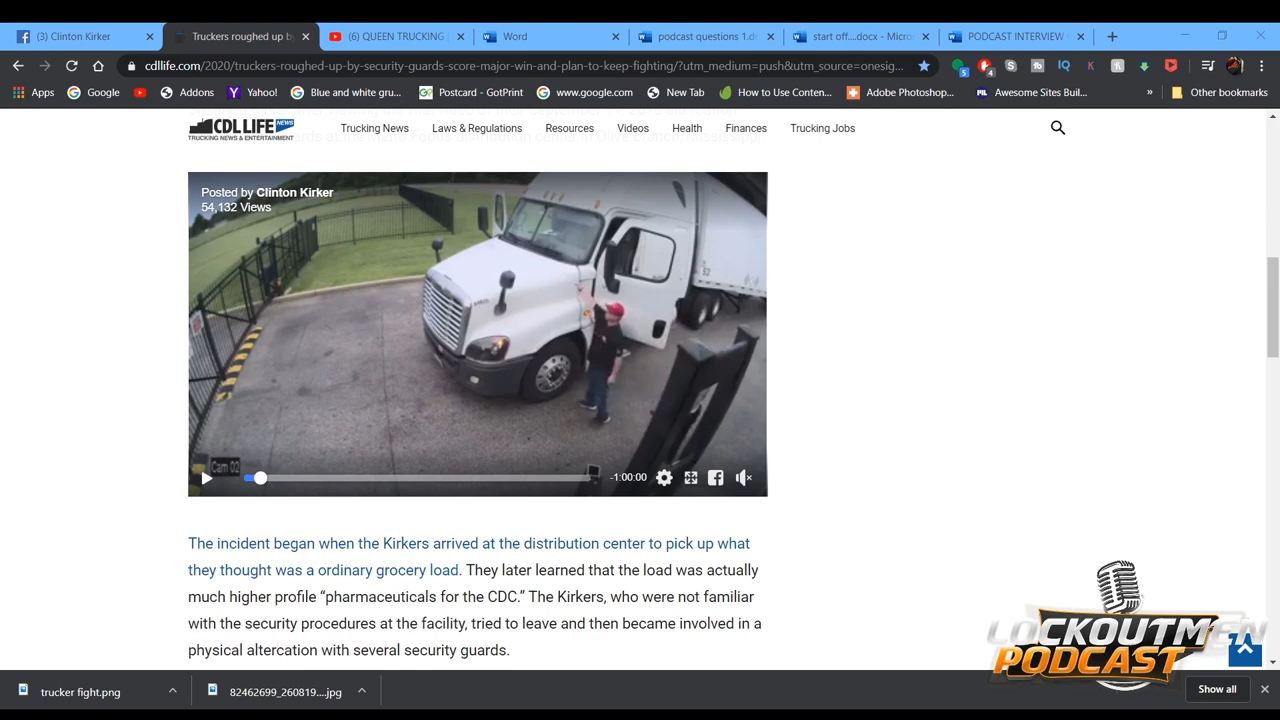 (3) Clinton Kirker
Truckers roughed up by
(6) QUEEN TRUCKING
Word
podcast questions 1.do
start off....docx - Micros
PODCAST INTERVIEW
cdllife.com/2020/truckers-roughed-up-by-security-guards-score-major-win-and-plan-to-keep-fighting/?utm_medium=push&utm_source=onesig...
Apps
Google
Addons
Yahoo!
Blue and white gru...
Postcard - GotPrint
www.google.com
New Tab
How to Use Conten...
Adobe Photoshop...
Awesome Sites Buil...
Other bookmarks
CDL LIFE NEWS
TRUCKING NEWS & ENTERTAINMENT
Trucking News
Laws & Regulations
Resources
Videos
Health
Finances
Trucking Jobs
Posted by Clinton Kirker
54,132 Views
Cam 02
-1:00:00
The incident began when the Kirkers arrived at the distribution center to pick up what
they thought was a ordinary grocery load. They later learned that the load was actually
much higher profile “pharmaceuticals for the CDC.” The Kirkers, who were not familiar
with the security procedures at the facility, tried to leave and then became involved in a
physical altercation with several security guards.
LOCKOUTMEN
PODCAST
trucker fight.png
82462699_260819....jpg
Show all